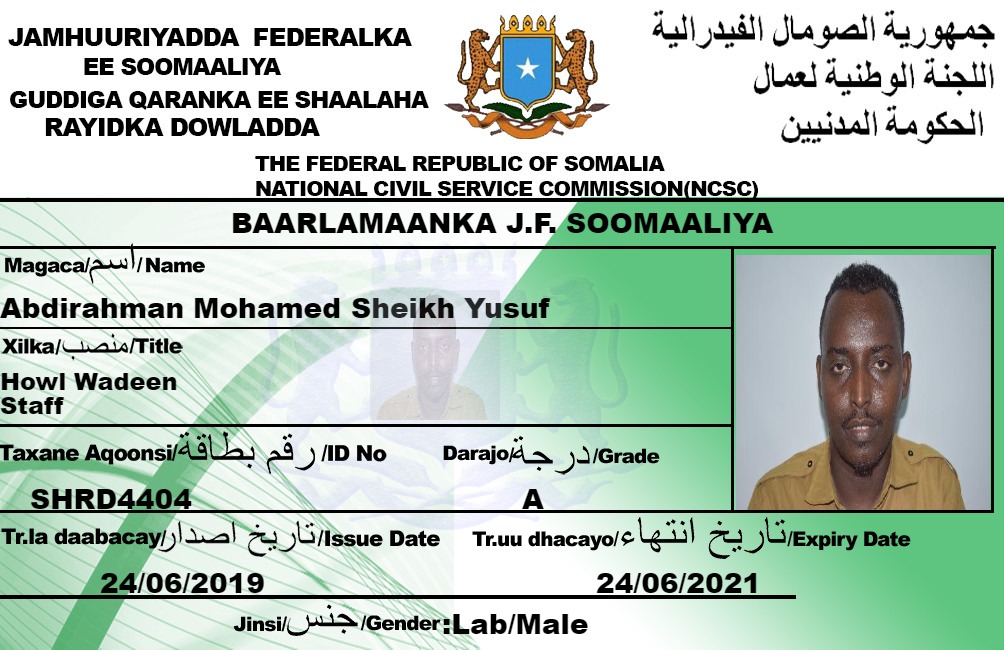 JAMHUURIYADDA FEDERALKA
EE SOOMAALIYA
GUDDIGA QARANKA EE SHAALAHA
RAYIDKA DOWLADDA
جمهورية الصومال الفيدرالية
اللجنة الوطنية لعمال
الحكومة المدنيين
THE FEDERAL REPUBLIC OF SOMALIA
NATIONAL CIVIL SERVICE COMMISSION(NCSC)
BAARLAMAANKA J.F. SOOMAALIYA
Magaca/اسم/Name
Abdirahman Mohamed Sheikh Yusuf
Xilka/منصب/Title
Howl Wadeen
Staff
Taxane Aqoonsi/رقم بطاقة/ID No
Darajo/درجة/Grade
SHRD4404
A
Tr.la daabacay/تاريخ اصدار/Issue Date
Tr.uu dhacayo/تاريخ انتهاء/Expiry Date
24/06/2019
24/06/2021
Jinsi/جنس/Gender:Lab/Male